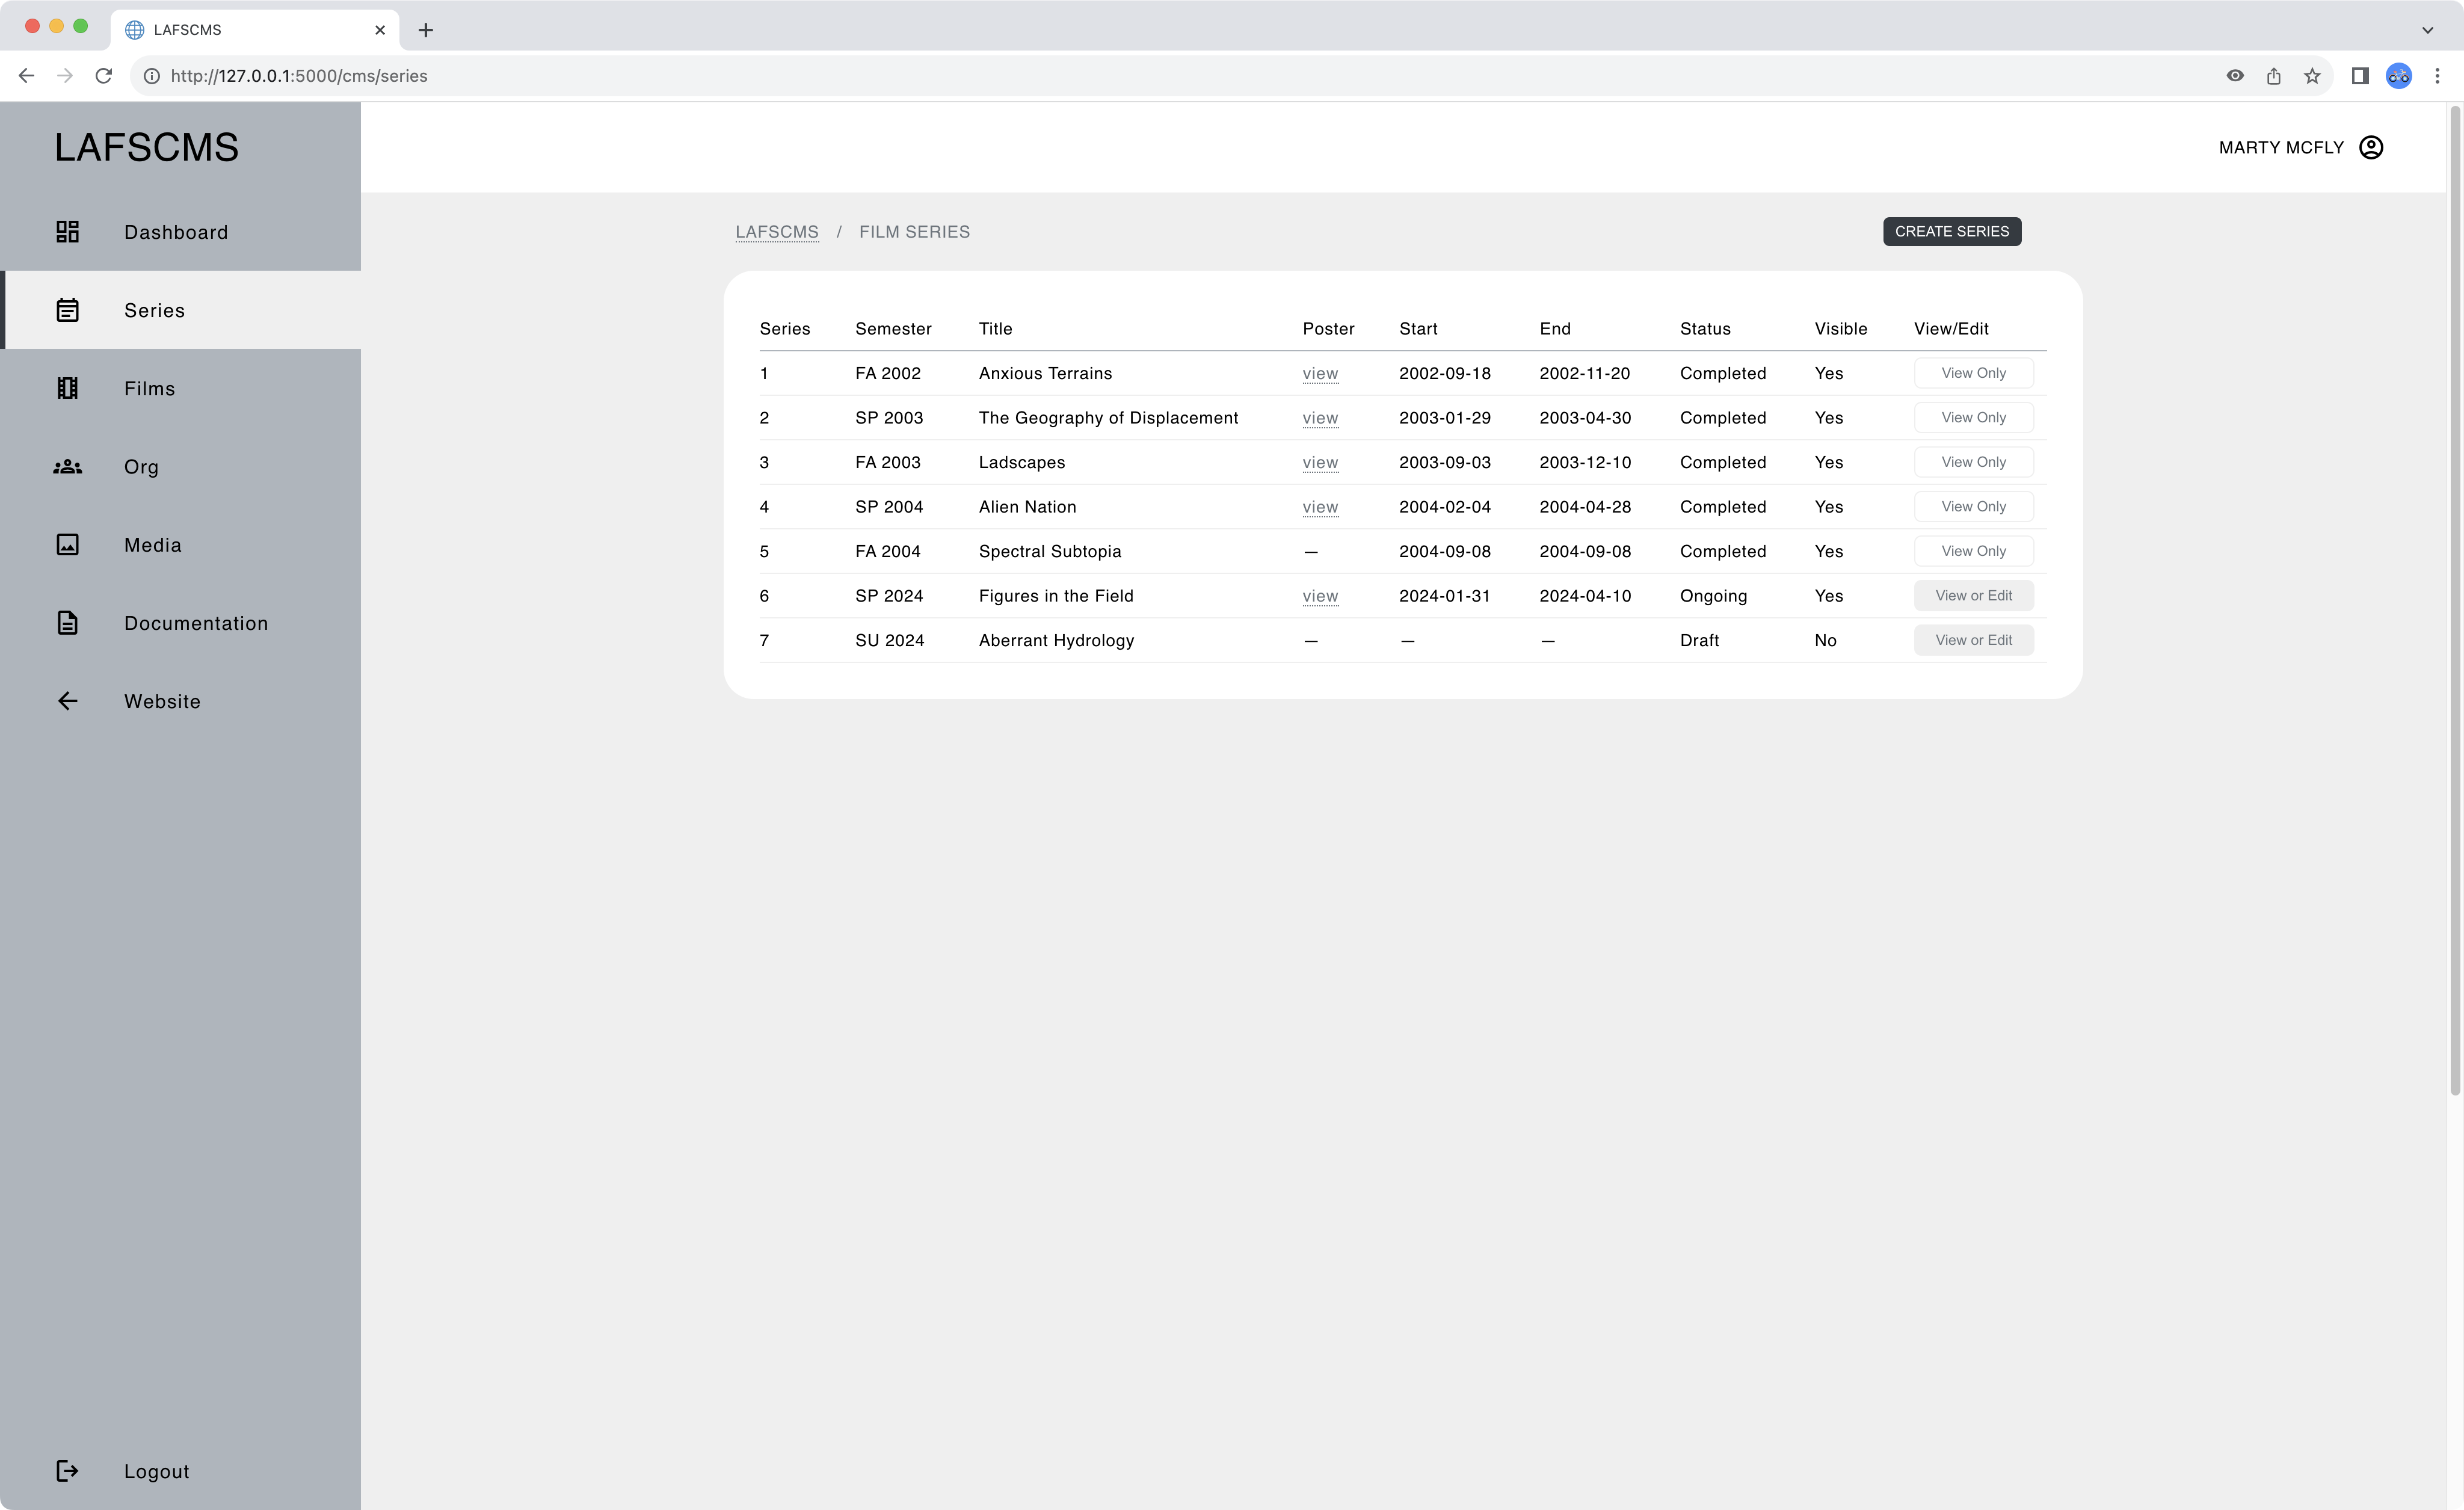 LAFSCMS
http://127.0.0.1:5000/cms/series
LAFSCMS
MARTY MCFLY
Dashboard
Series
Films
Org
Media
Documentation
Website
Logout
LAFSCMS / FILM SERIES
CREATE SERIES
Series Semester Title Poster Start End Status Visible View/Edit
1 FA 2002 Anxious Terrains view 2002-09-18 2002-11-20 Completed Yes View Only
2 SP 2003 The Geography of Displacement view 2003-01-29 2003-04-30 Completed Yes View Only
3 FA 2003 Ladscapes view 2003-09-03 2003-12-10 Completed Yes View Only
4 SP 2004 Alien Nation view 2004-02-04 2004-04-28 Completed Yes View Only
5 FA 2004 Spectral Subtopia — 2004-09-08 2004-09-08 Completed Yes View Only
6 SP 2024 Figures in the Field view 2024-01-31 2024-04-10 Ongoing Yes View or Edit
7 SU 2024 Aberrant Hydrology — — — Draft No View or Edit